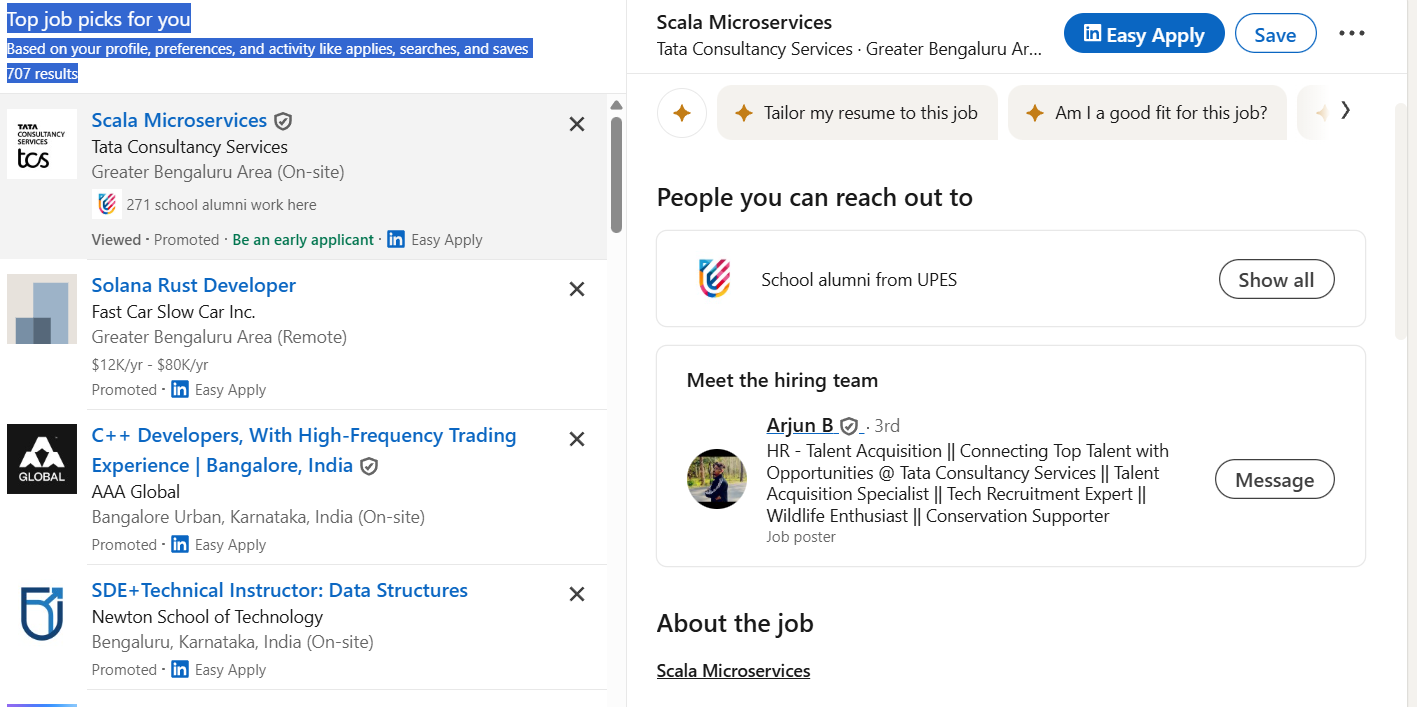 Top job picks for you
Based on your profile, preferences, and activity like applies, searches, and saves
707 results
TATA
CONSULTANCY
SERVICES
tcs
Scala Microservices
Tata Consultancy Services
Greater Bengaluru Area (On-site)
271 school alumni work here
Viewed · Promoted · Be an early applicant · in Easy Apply
Solana Rust Developer
Fast Car Slow Car Inc.
Greater Bengaluru Area (Remote)
$12K/yr - $80K/yr
Promoted · in Easy Apply
GLOBAL
C++ Developers, With High-Frequency Trading
Experience | Bangalore, India
AAA Global
Bangalore Urban, Karnataka, India (On-site)
Promoted · in Easy Apply
SDE+Technical Instructor: Data Structures
Newton School of Technology
Bengaluru, Karnataka, India (On-site)
Promoted · in Easy Apply
Scala Microservices
Tata Consultancy Services · Greater Bengaluru Ar...
in Easy Apply
Save
Tailor my resume to this job
Am I a good fit for this job?
People you can reach out to
School alumni from UPES
Show all
Meet the hiring team
Arjun B · 3rd
HR - Talent Acquisition || Connecting Top Talent with
Opportunities @ Tata Consultancy Services || Talent
Acquisition Specialist || Tech Recruitment Expert ||
Wildlife Enthusiast || Conservation Supporter
Job poster
Message
About the job
Scala Microservices